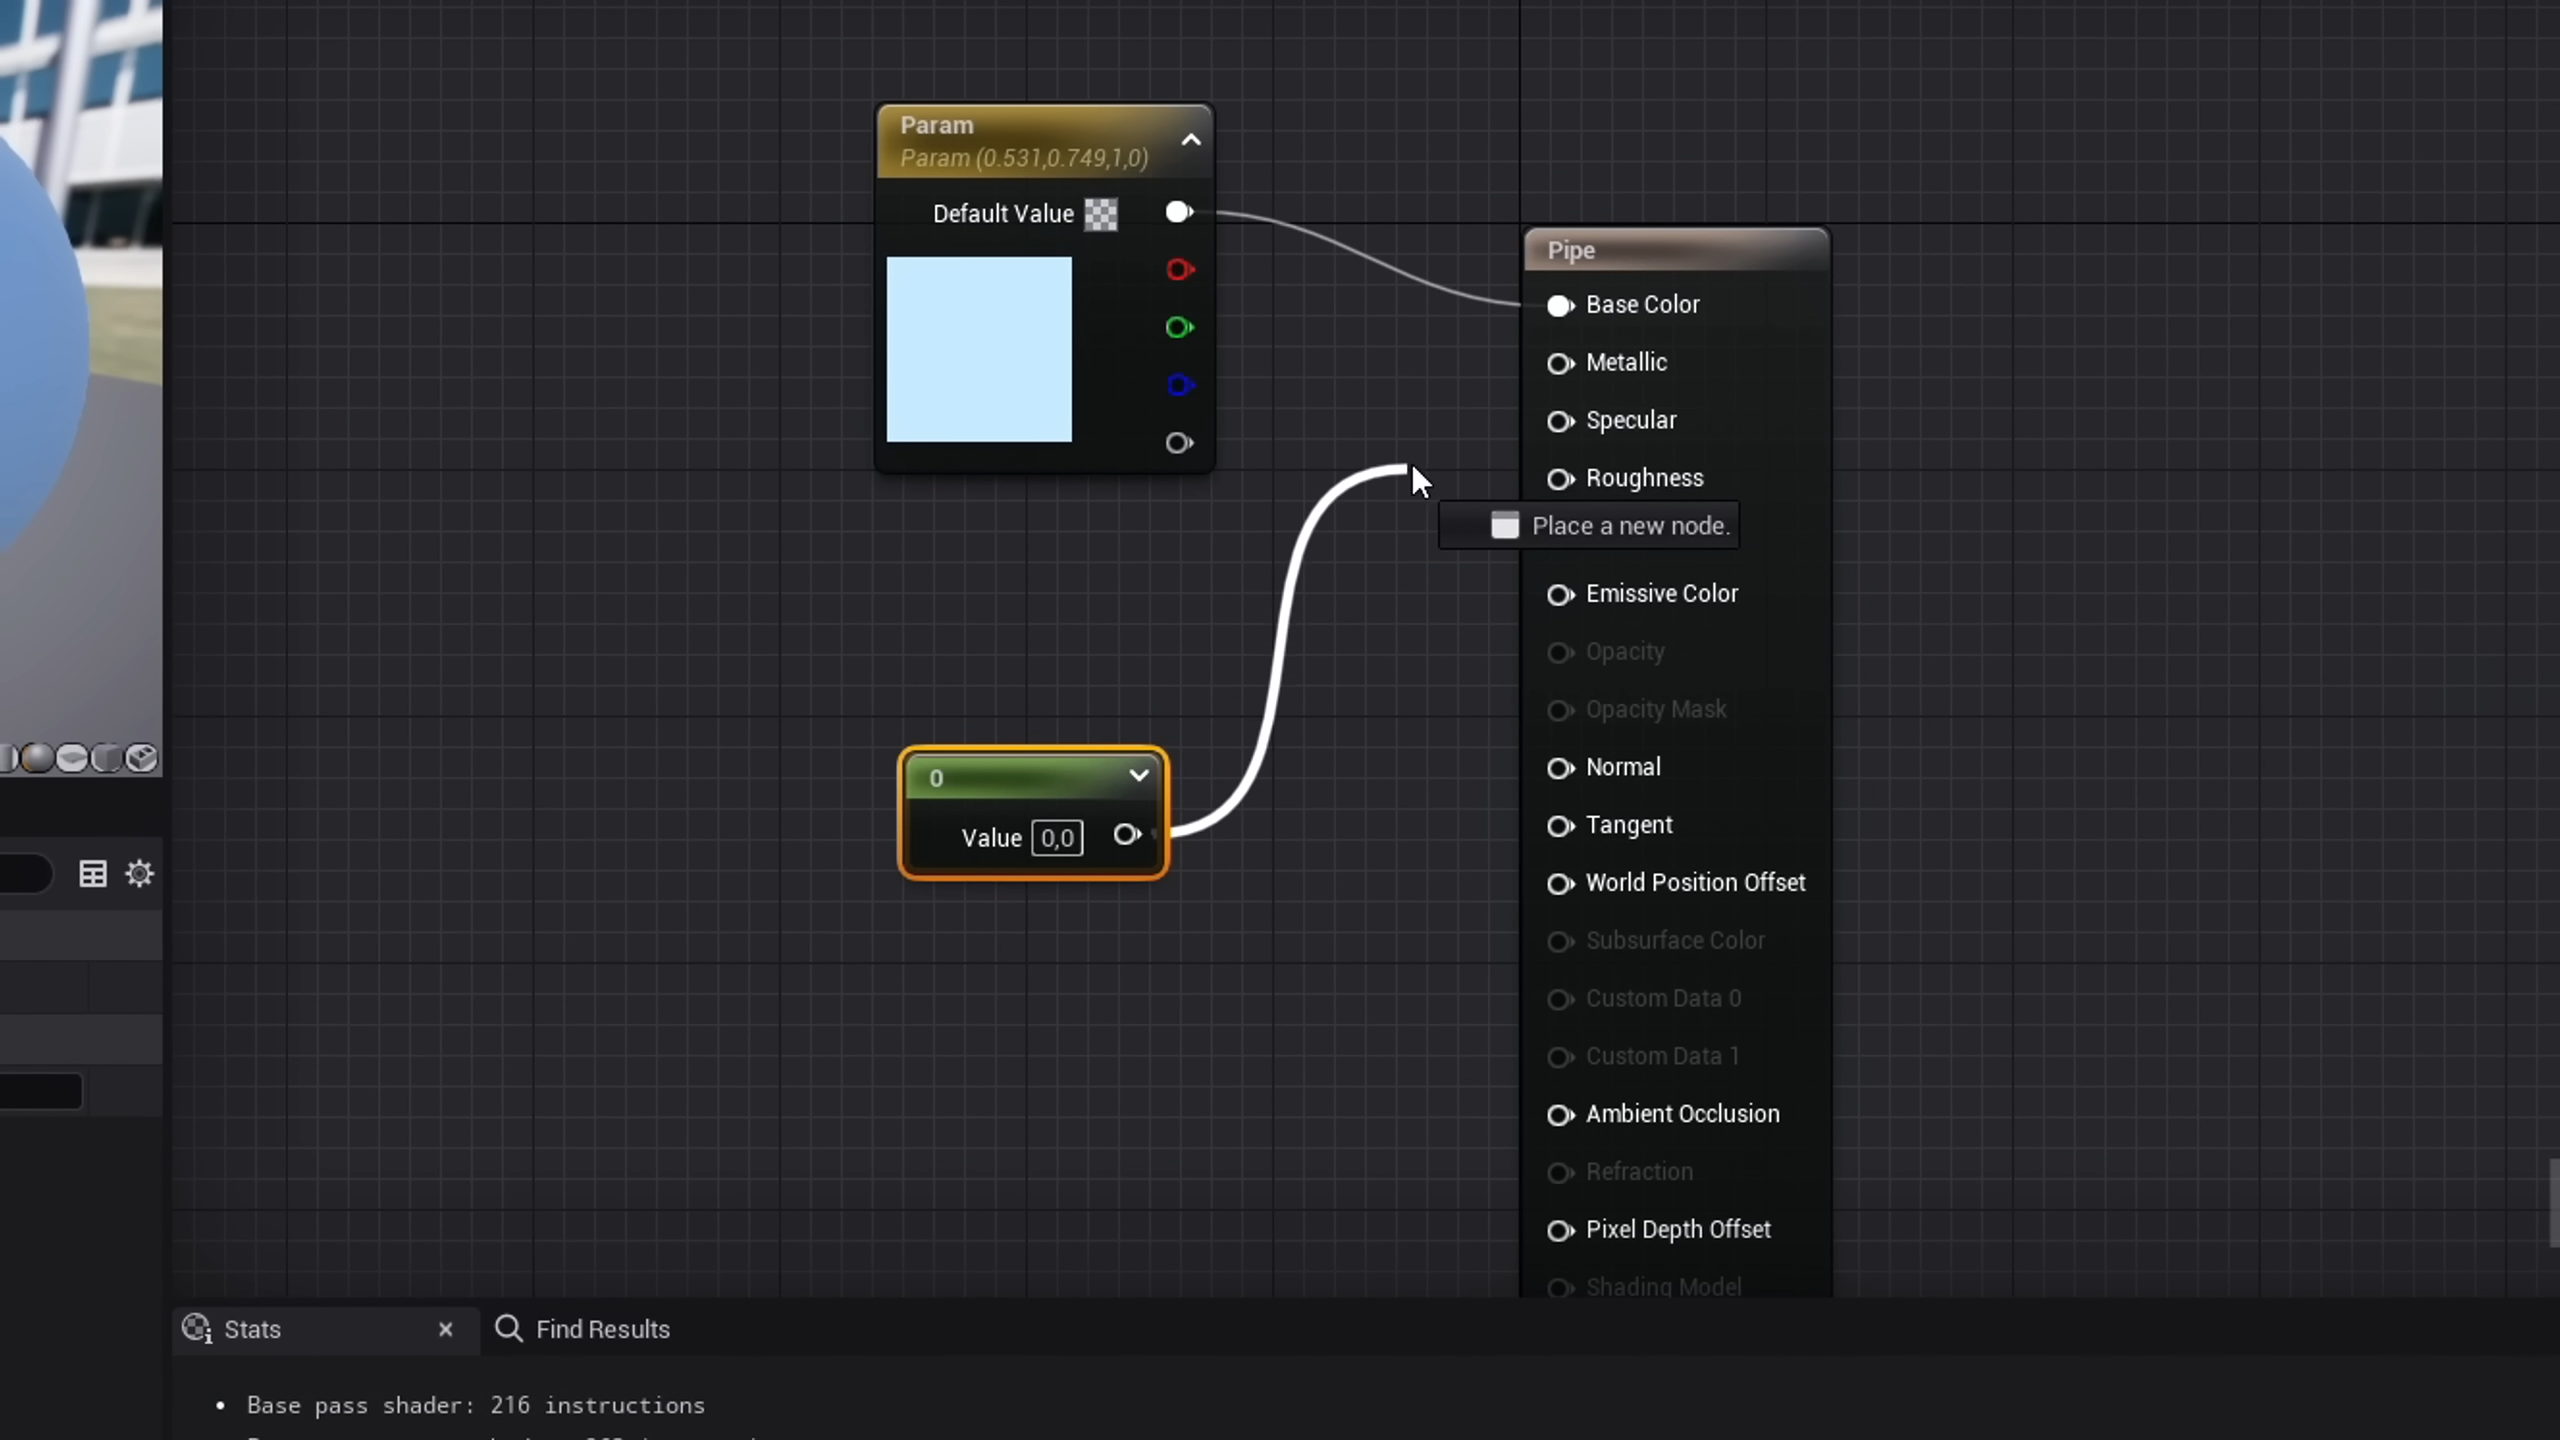 Param
Param (0.531,0.749,1,0)
Default Value
Pipe
Base Color
Metallic
Specular
Roughness
Place a new node.
Emissive Color
Opacity
Opacity Mask
0
Value 0,0
Normal
Tangent
World Position Offset
Subsurface Color
Custom Data 0
Custom Data 1
Ambient Occlusion
Refraction
Pixel Depth Offset
Shading Model
Stats
Find Results
• Base pass shader: 216 instructions